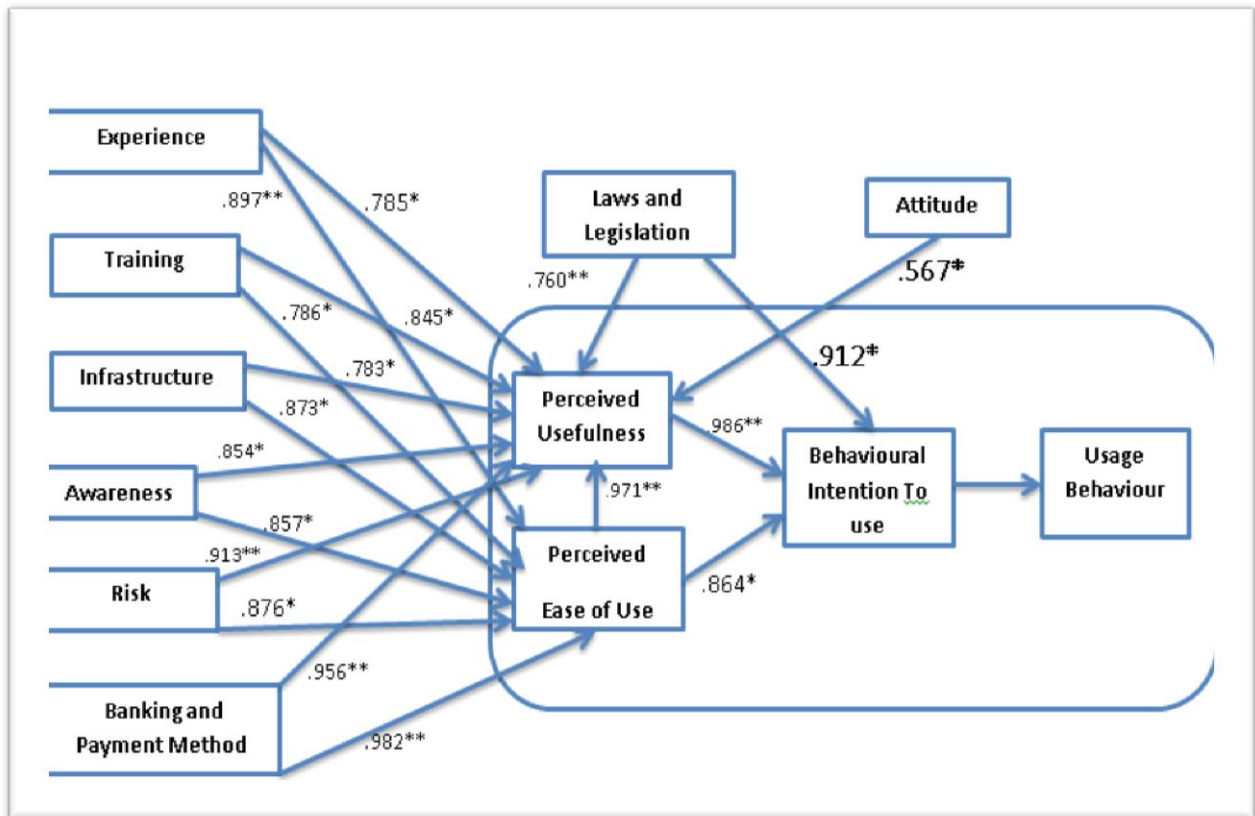 Experience
.897**
.785*
Laws and
Legislation
Attitude
Training
.760**
.567*
.786*
.845*
.912*
Infrastructure
.783*
.873*
Perceived
Usefulness
.986**
Behavioural
Intention To
use
Usage
Behaviour
.854*
Awareness
.971**
.857*
.913**
Perceived
Ease of Use
.864*
Risk
.876*
.956**
Banking and
Payment Method
.982**